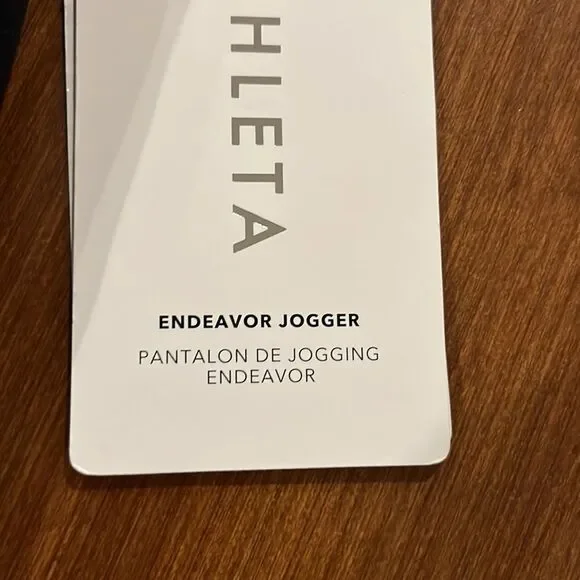 HLETA
ENDEAVOR JOGGER
PANTALON DE JOGGING
ENDEAVOR